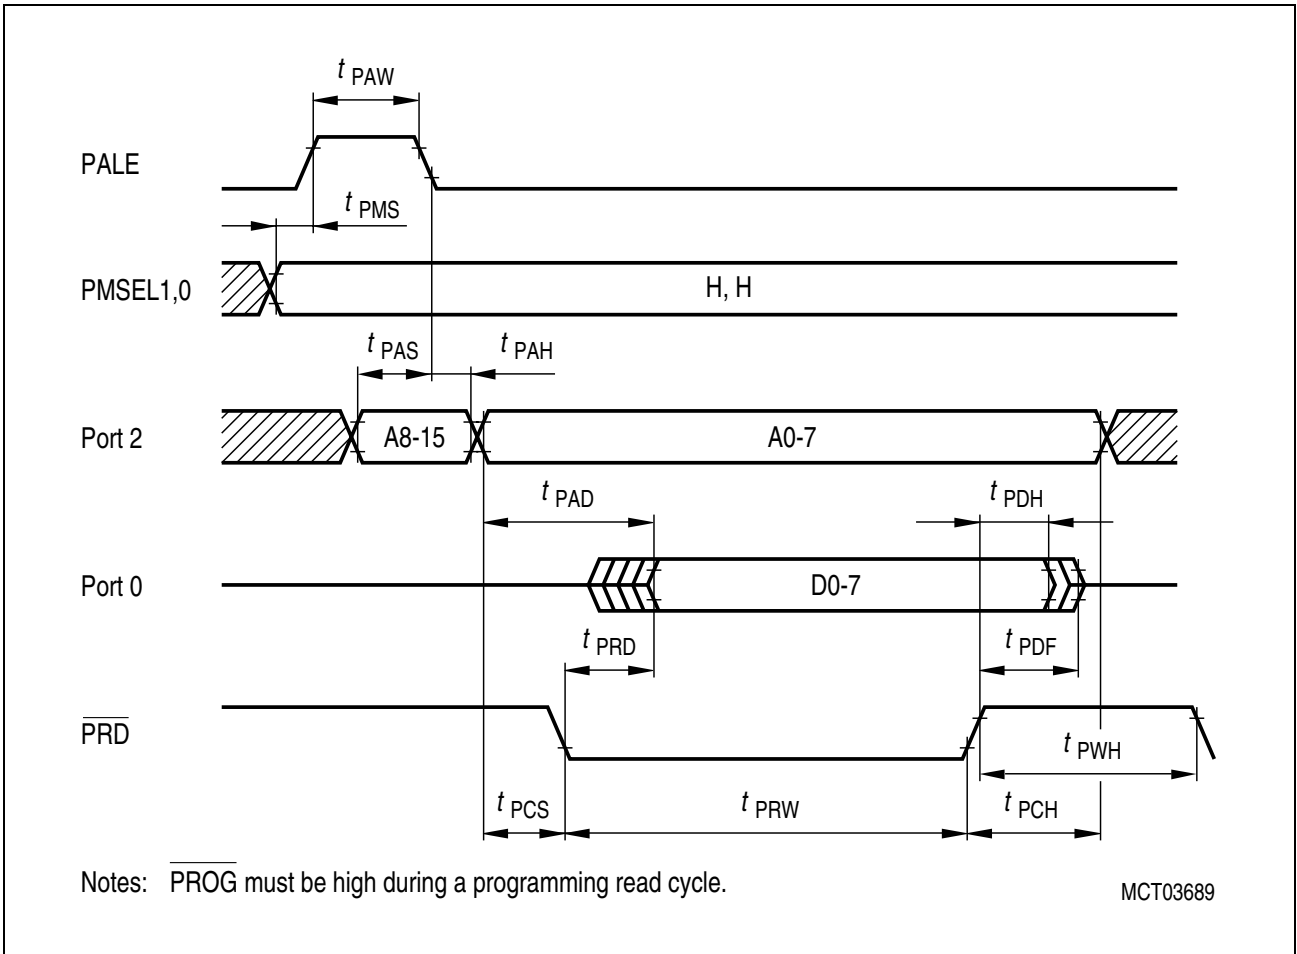 t PAW
PALE
t PMS
PMSEL1,0
H, H
t PAS
t PAH
Port 2
A8-15
A0-7
t PAD
t PDH
Port 0
D0-7
t PRD
t PDF
PRD
t PWH
t PCS
t PRW
t PCH
Notes: PROG must be high during a programming read cycle.
MCT03689